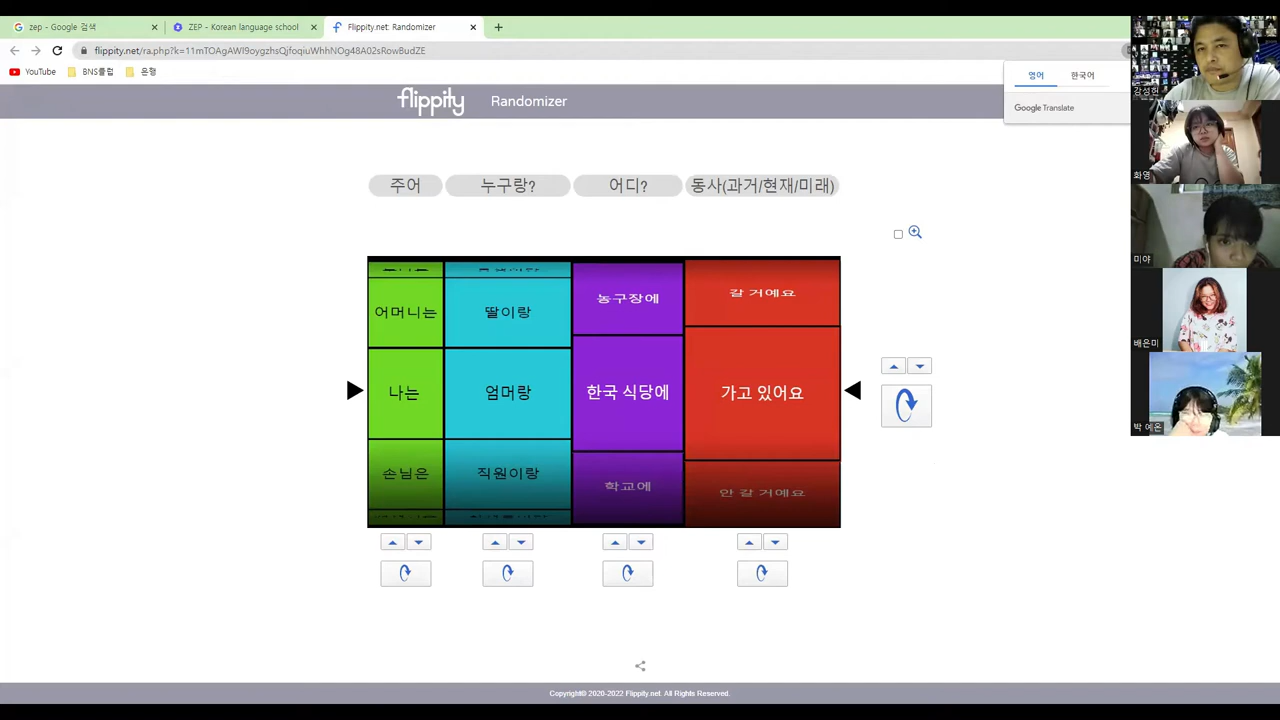 zep - Google 검색
ZEP - Korean language school
Flippity.net: Randomizer
flippity.net/ra.php?k=11mTOAgAWI9oygzhsQjfoqiuWhhNOg48A02sRowBudZE
YouTube
BNS클럽
은행
영어
한국어
Google Translate
flippity
Randomizer
주어
누구랑?
어디?
동사(과거/현재/미래)
어머니는
딸이랑
농구장에
갈 거예요
나는
엄머랑
한국 식당에
가고 있어요
손님은
직원이랑
학교에
안 갈 거예요
Copyright© 2020-2022 Flippity.net. All Rights Reserved.
강성헌
화영
미야
배은미
박 예온